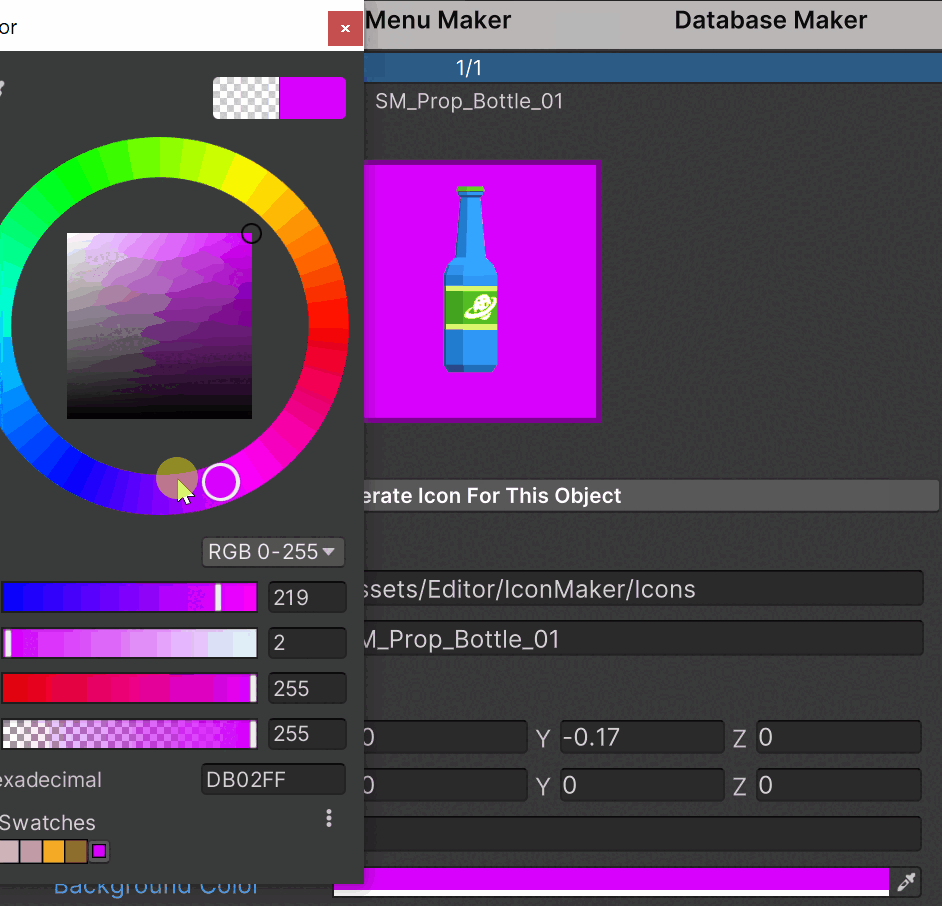 or
×
Menu Maker
Database Maker
1/1
SM_Prop_Bottle_01
erate Icon For This Object
RGB 0-255
219
2
255
255
exadecimal
DB02FF
Swatches
ssets/Editor/IconMaker/Icons
M_Prop_Bottle_01
0
Y -0.17
Z 0
0
Y 0
Z 0
Background Color